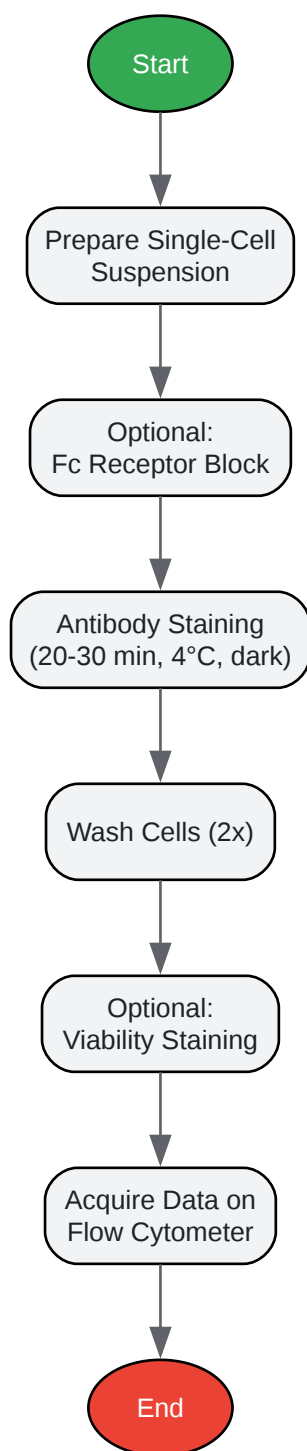 Start
Prepare Single-Cell
Suspension
Optional:
Fc Receptor Block
Antibody Staining
(20-30 min, 4°C, dark)
Wash Cells (2x)
Optional:
Viability Staining
Acquire Data on
Flow Cytometer
End